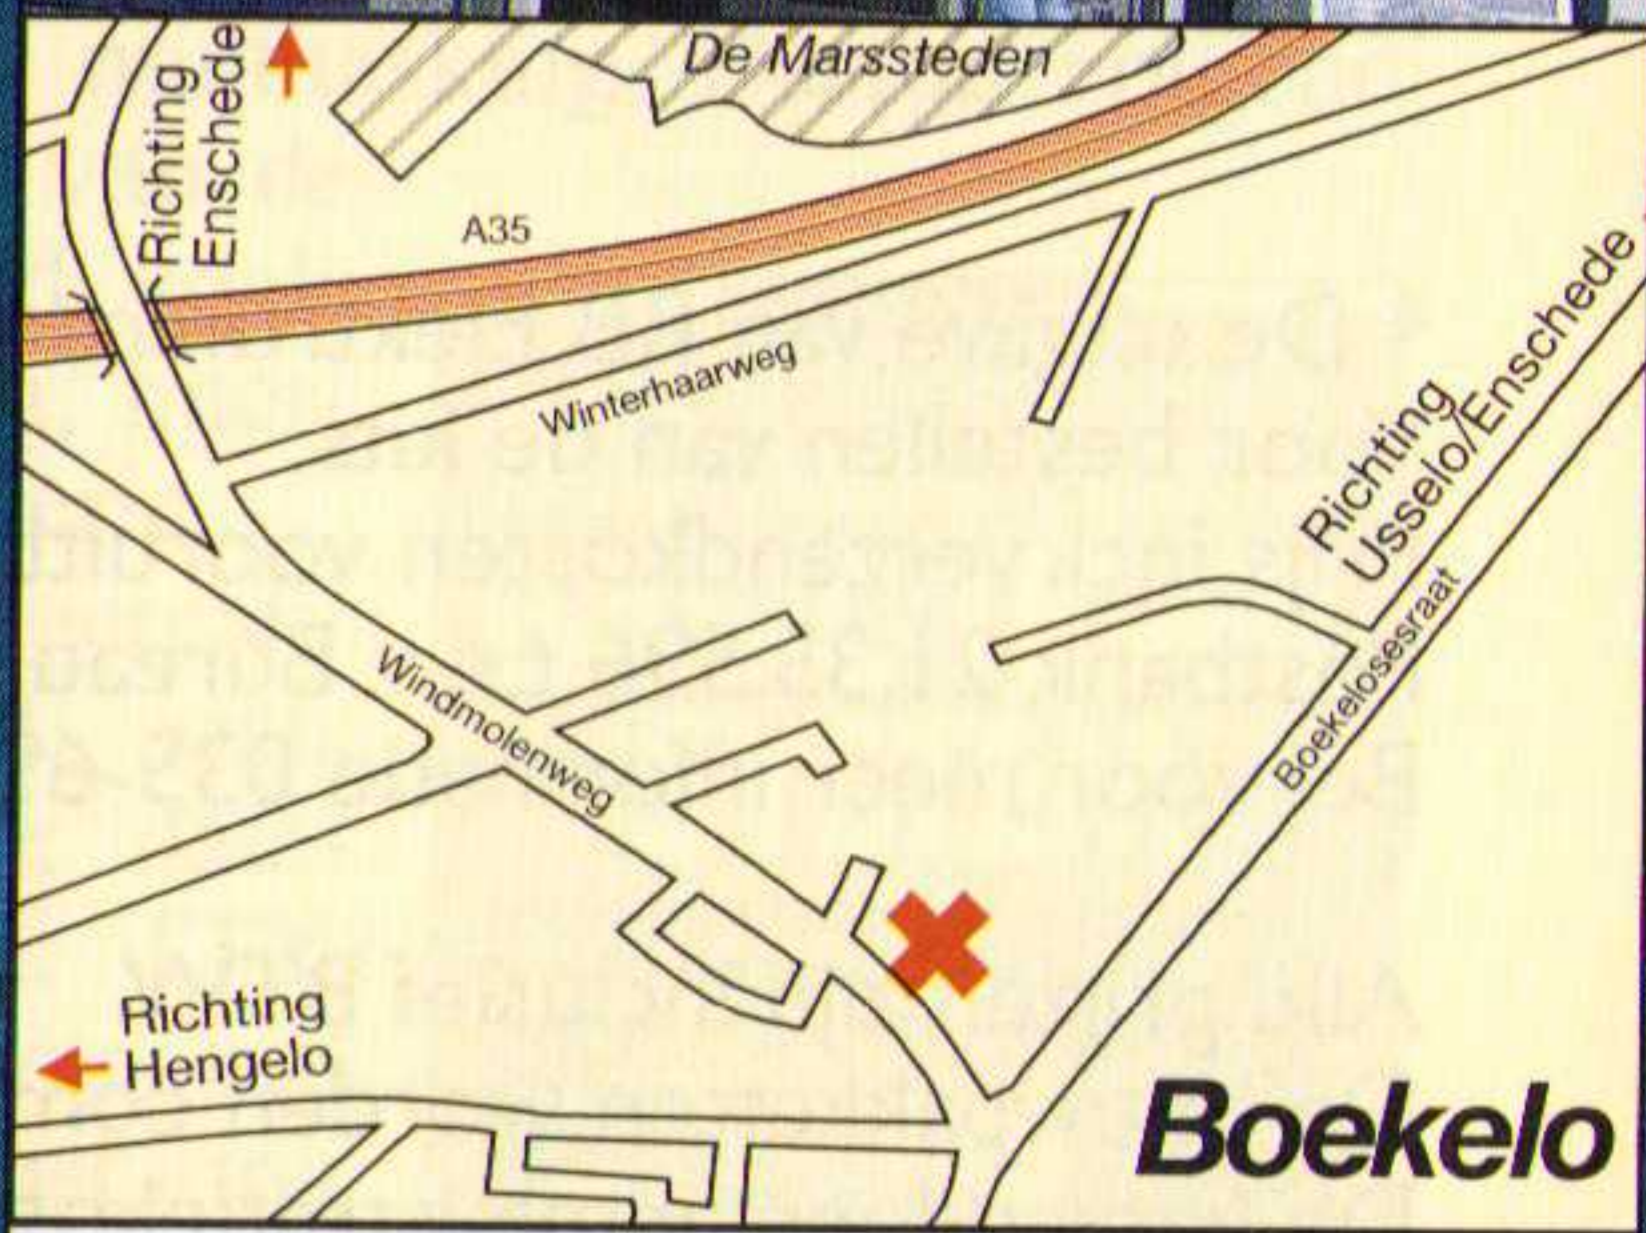 De Marssteden
Richting
Enschede
A35
Winterhaarweg
Richting
Usselo/Enschede
Boekelosesraat
Windmolenweg
Richting
Hengelo
Boekelo